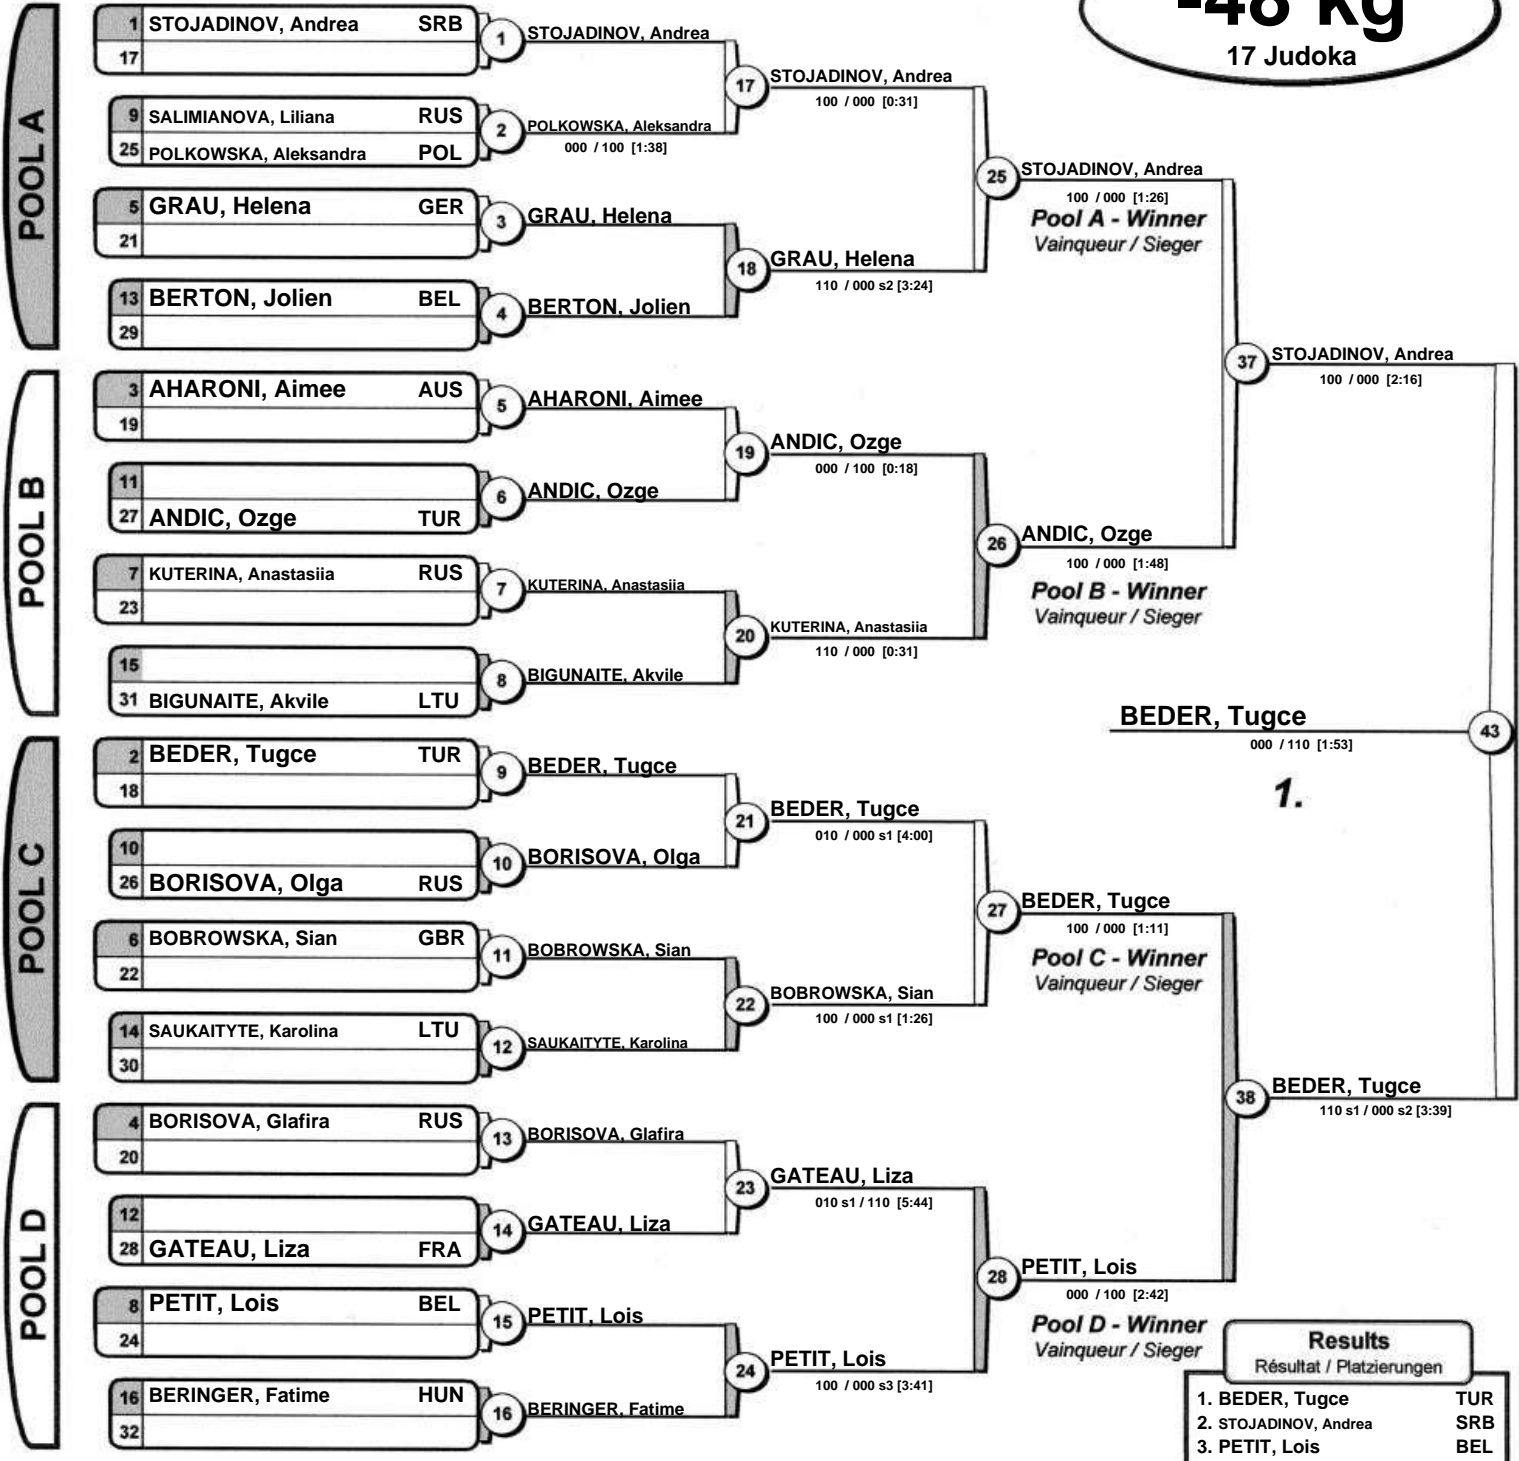 -48 kg
17 Judoka
POOL A
1 STOJADINOV, Andrea SRB
17
1 STOJADINOV, Andrea
9 SALIMIANOVA, Liliana RUS
25 POLKOWSKA, Aleksandra POL
2 POLKOWSKA, Aleksandra
000 / 100 [1:38]
17 STOJADINOV, Andrea
100 / 000 [0:31]
5 GRAU, Helena GER
21
3 GRAU, Helena
13 BERTON, Jolien BEL
29
4 BERTON, Jolien
18 GRAU, Helena
110 / 000 s2 [3:24]
25 STOJADINOV, Andrea
100 / 000 [1:26]
Pool A - Winner
Vainqueur / Sieger
POOL B
3 AHARONI, Aimee AUS
19
5 AHARONI, Aimee
11
27 ANDIC, Ozge TUR
6 ANDIC, Ozge
19 ANDIC, Ozge
000 / 100 [0:18]
7 KUTERINA, Anastasiia RUS
23
7 KUTERINA, Anastasiia
15
31 BIGUNAITE, Akvile LTU
8 BIGUNAITE, Akvile
20 KUTERINA, Anastasiia
110 / 000 [0:31]
26 ANDIC, Ozge
100 / 000 [1:48]
Pool B - Winner
Vainqueur / Sieger
37 STOJADINOV, Andrea
100 / 000 [2:16]
POOL C
2 BEDER, Tugce TUR
18
9 BEDER, Tugce
10
26 BORISOVA, Olga RUS
10 BORISOVA, Olga
21 BEDER, Tugce
010 / 000 s1 [4:00]
6 BOBROWSKA, Sian GBR
22
11 BOBROWSKA, Sian
14 SAUKAITYTE, Karolina LTU
30
12 SAUKAITYTE, Karolina
22 BOBROWSKA, Sian
100 / 000 s1 [1:26]
27 BEDER, Tugce
100 / 000 [1:11]
Pool C - Winner
Vainqueur / Sieger
POOL D
4 BORISOVA, Glafira RUS
20
13 BORISOVA, Glafira
12
28 GATEAU, Liza FRA
14 GATEAU, Liza
23 GATEAU, Liza
010 s1 / 110 [5:44]
8 PETIT, Lois BEL
24
15 PETIT, Lois
16 BERINGER, Fatime HUN
32
16 BERINGER, Fatime
24 PETIT, Lois
100 / 000 s3 [3:41]
28 PETIT, Lois
000 / 100 [2:42]
Pool D - Winner
Vainqueur / Sieger
38 BEDER, Tugce
110 s1 / 000 s2 [3:39]
BEDER, Tugce 43
000 / 110 [1:53]
1.
Results
Résultat / Platzierungen
1. BEDER, Tugce TUR
2. STOJADINOV, Andrea SRB
3. PETIT, Lois BEL